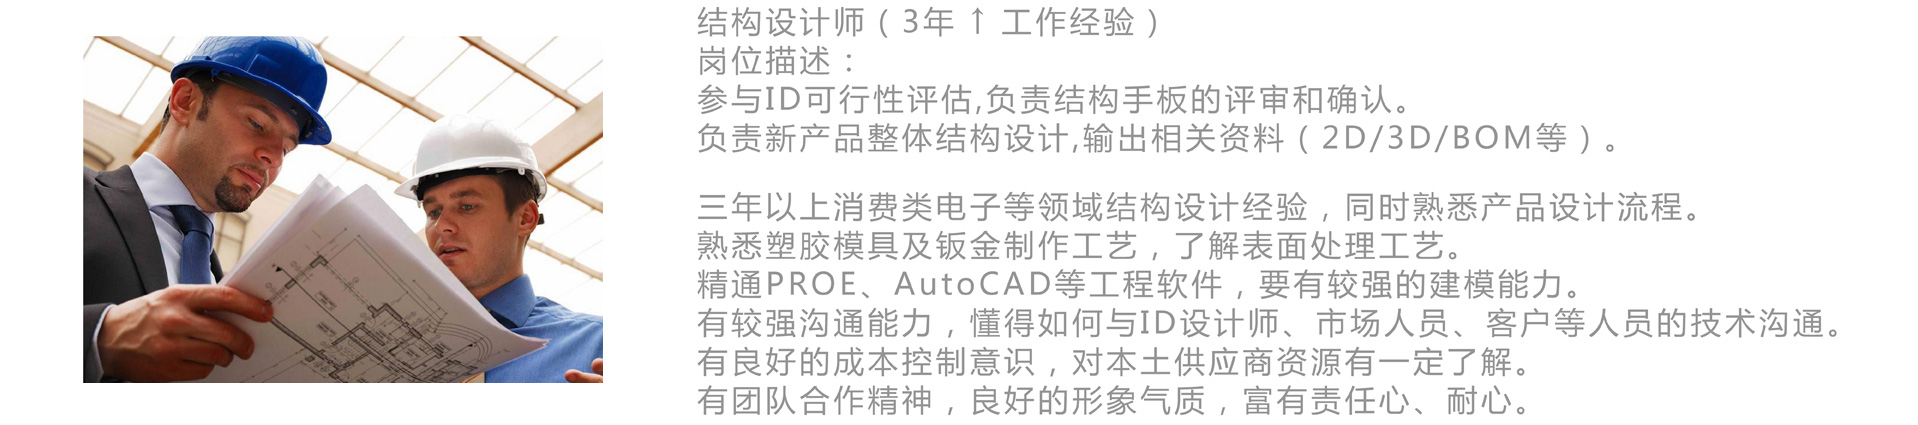 结构设计师（3年 ↑ 工作经验）
岗位描述：
参与ID可行性评估,负责结构手板的评审和确认。
负责新产品整体结构设计,输出相关资料（2D/3D/BOM等）。
三年以上消费类电子等领域结构设计经验，同时熟悉产品设计流程。
熟悉塑胶模具及钣金制作工艺，了解表面处理工艺。
精通PROE、AutoCAD等工程软件，要有较强的建模能力。
有较强沟通能力，懂得如何与ID设计师、市场人员、客户等人员的技术沟通。
有良好的成本控制意识，对本土供应商资源有一定了解。
有团队合作精神，良好的形象气质，富有责任心、耐心。